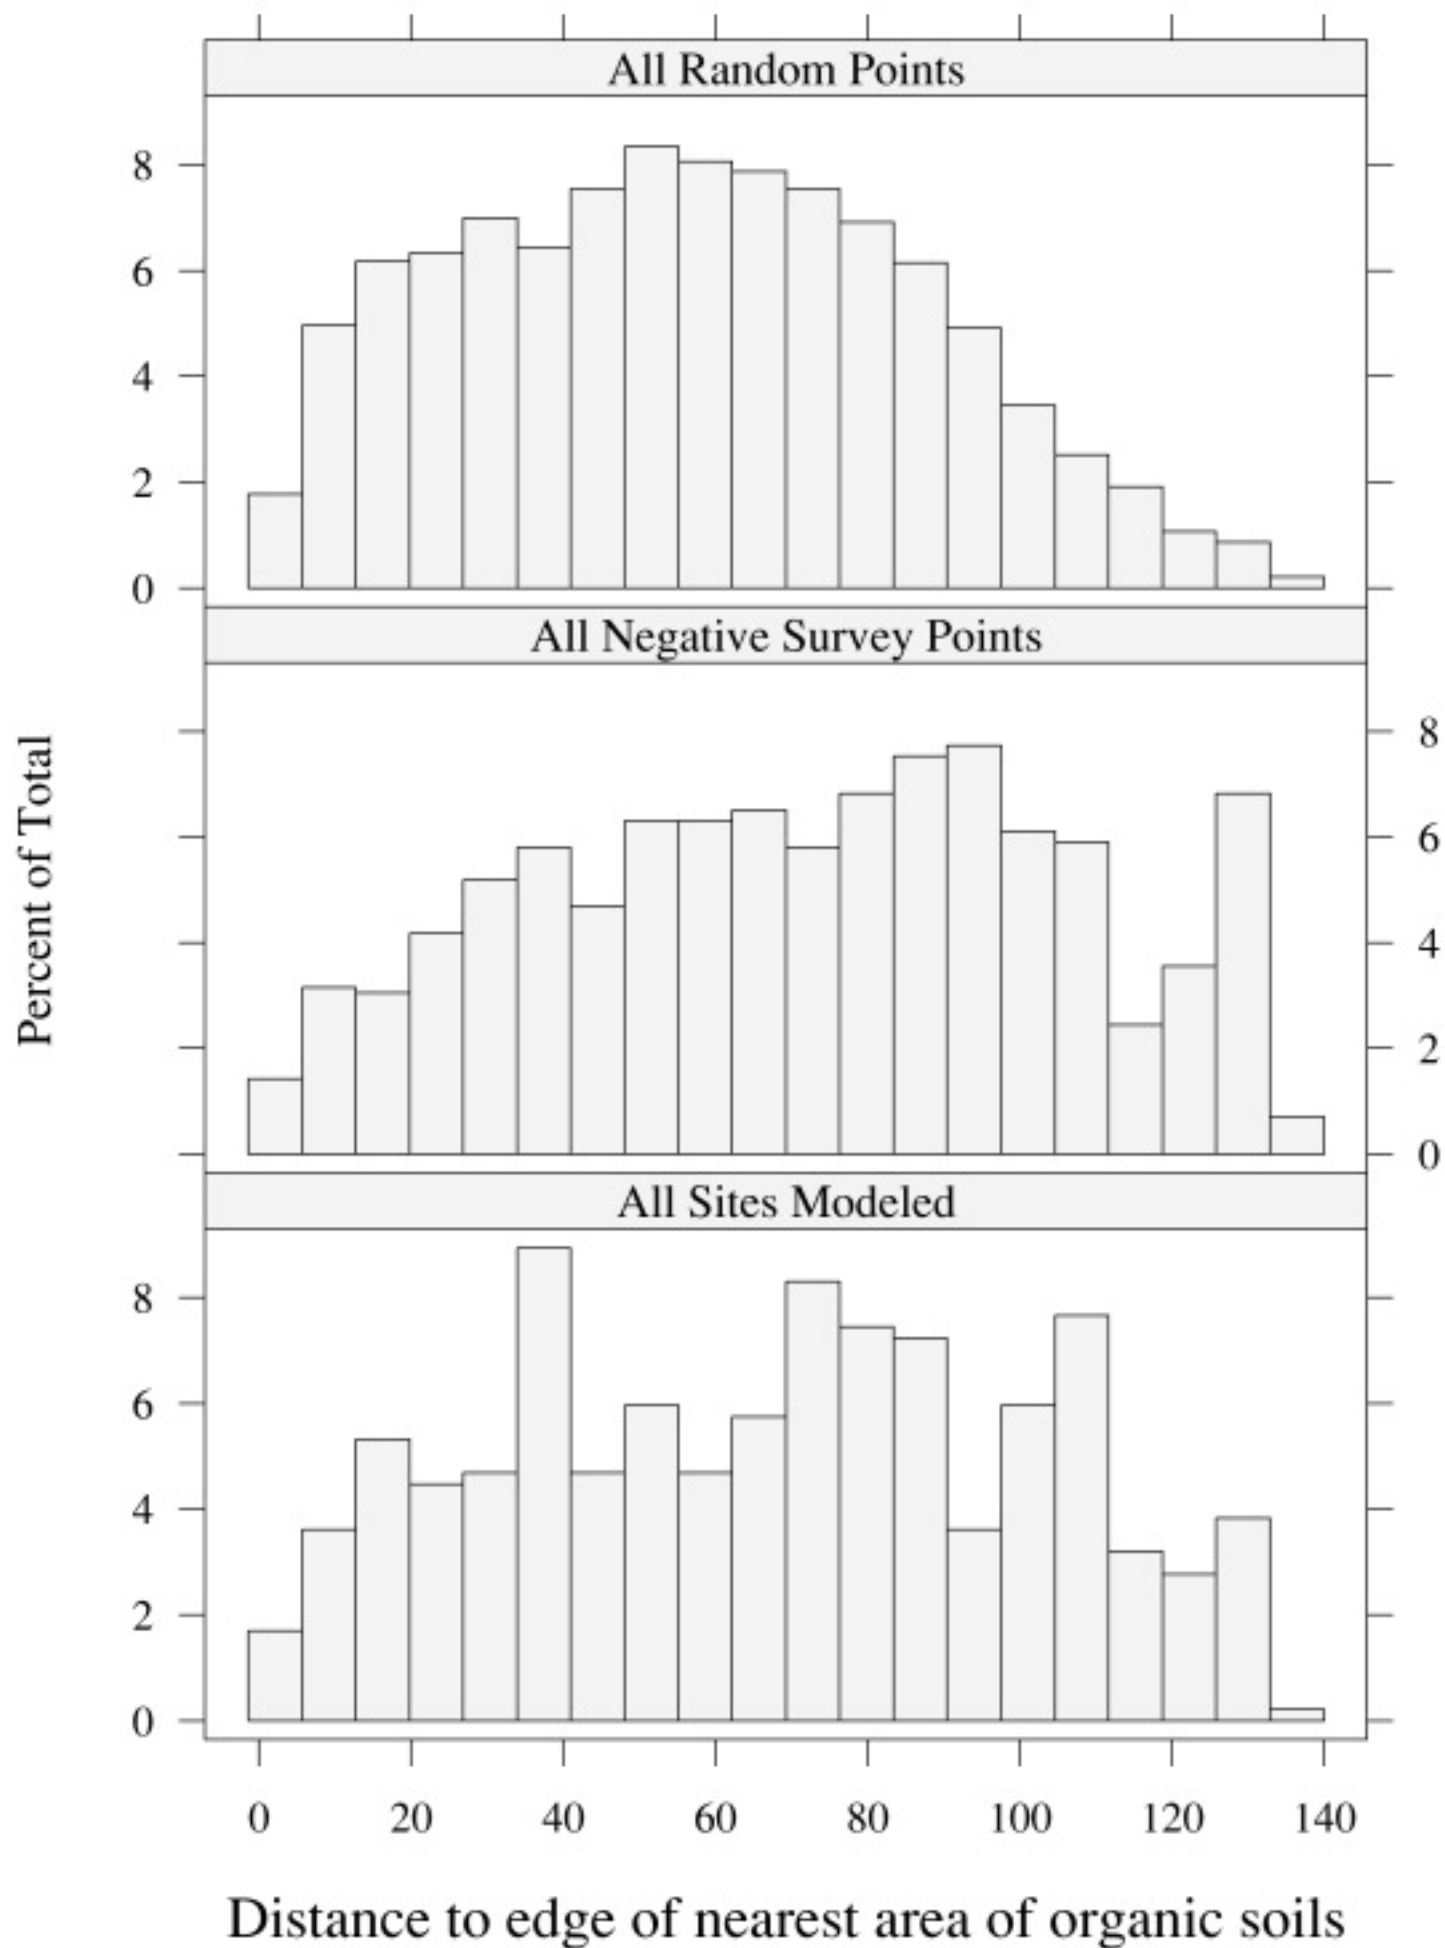 All Random Points
8
6
4
2
0
All Negative Survey Points
Percent of Total
8
6
4
2
0
All Sites Modeled
8
6
4
2
0
0 20 40 60 80 100 120 140
Distance to edge of nearest area of organic soils